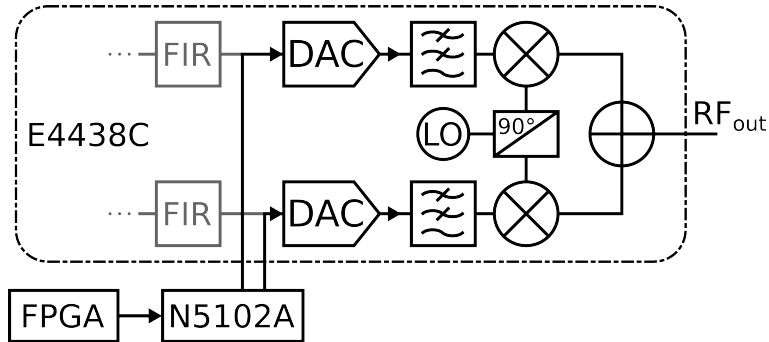 ··· FIR DAC
E4438C
LO 90°
RFout
··· FIR DAC
FPGA N5102A